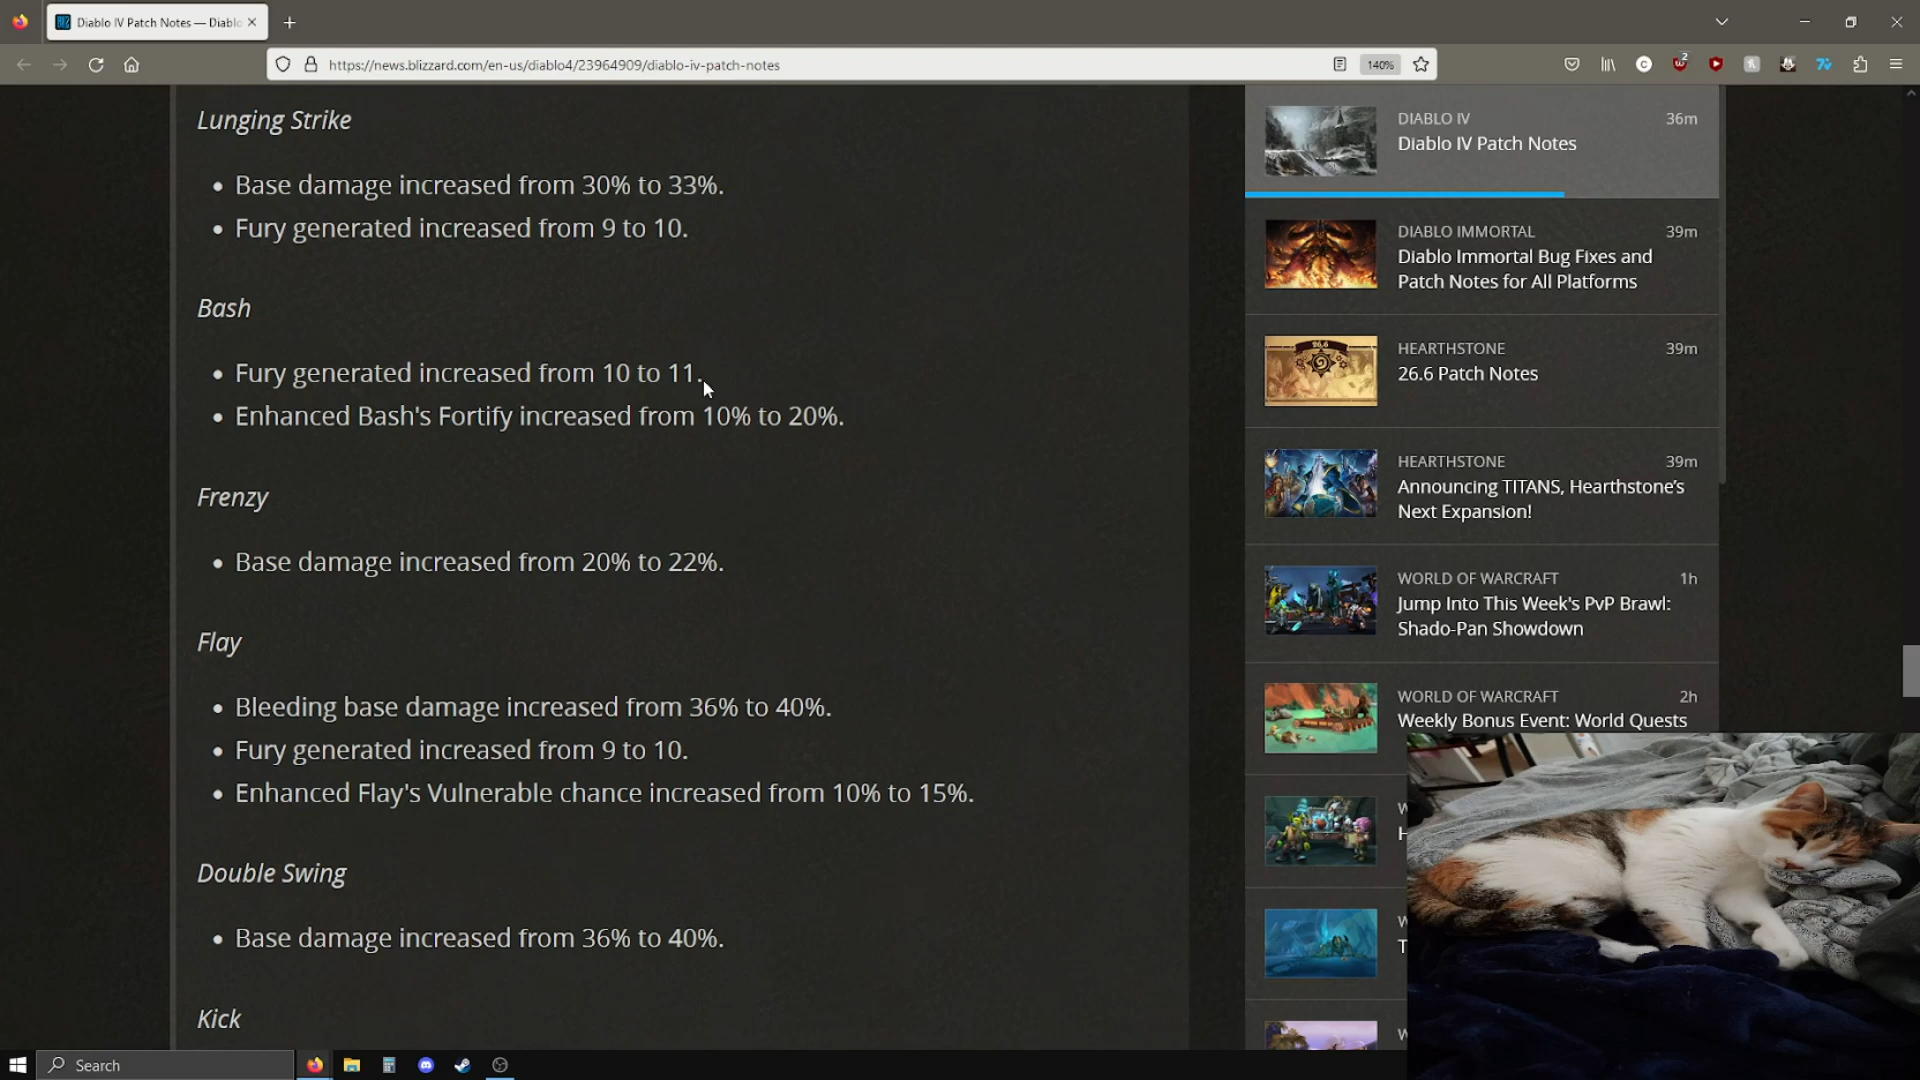 Diablo IV Patch Notes — Diablo
https://news.blizzard.com/en-us/diablo4/23964909/diablo-iv-patch-notes
140%
2
Lunging Strike
• Base damage increased from 30% to 33%.
• Fury generated increased from 9 to 10.
Bash
• Fury generated increased from 10 to 11.
• Enhanced Bash's Fortify increased from 10% to 20%.
Frenzy
• Base damage increased from 20% to 22%.
Flay
• Bleeding base damage increased from 36% to 40%.
• Fury generated increased from 9 to 10.
• Enhanced Flay's Vulnerable chance increased from 10% to 15%.
Double Swing
• Base damage increased from 36% to 40%.
Kick
DIABLO IV 36m
Diablo IV Patch Notes
DIABLO IMMORTAL 39m
Diablo Immortal Bug Fixes and
Patch Notes for All Platforms
HEARTHSTONE 39m
26.6 Patch Notes
HEARTHSTONE 39m
Announcing TITANS, Hearthstone's
Next Expansion!
WORLD OF WARCRAFT 1h
Jump Into This Week's PvP Brawl:
Shado-Pan Showdown
WORLD OF WARCRAFT 2h
Weekly Bonus Event: World Quests
Search